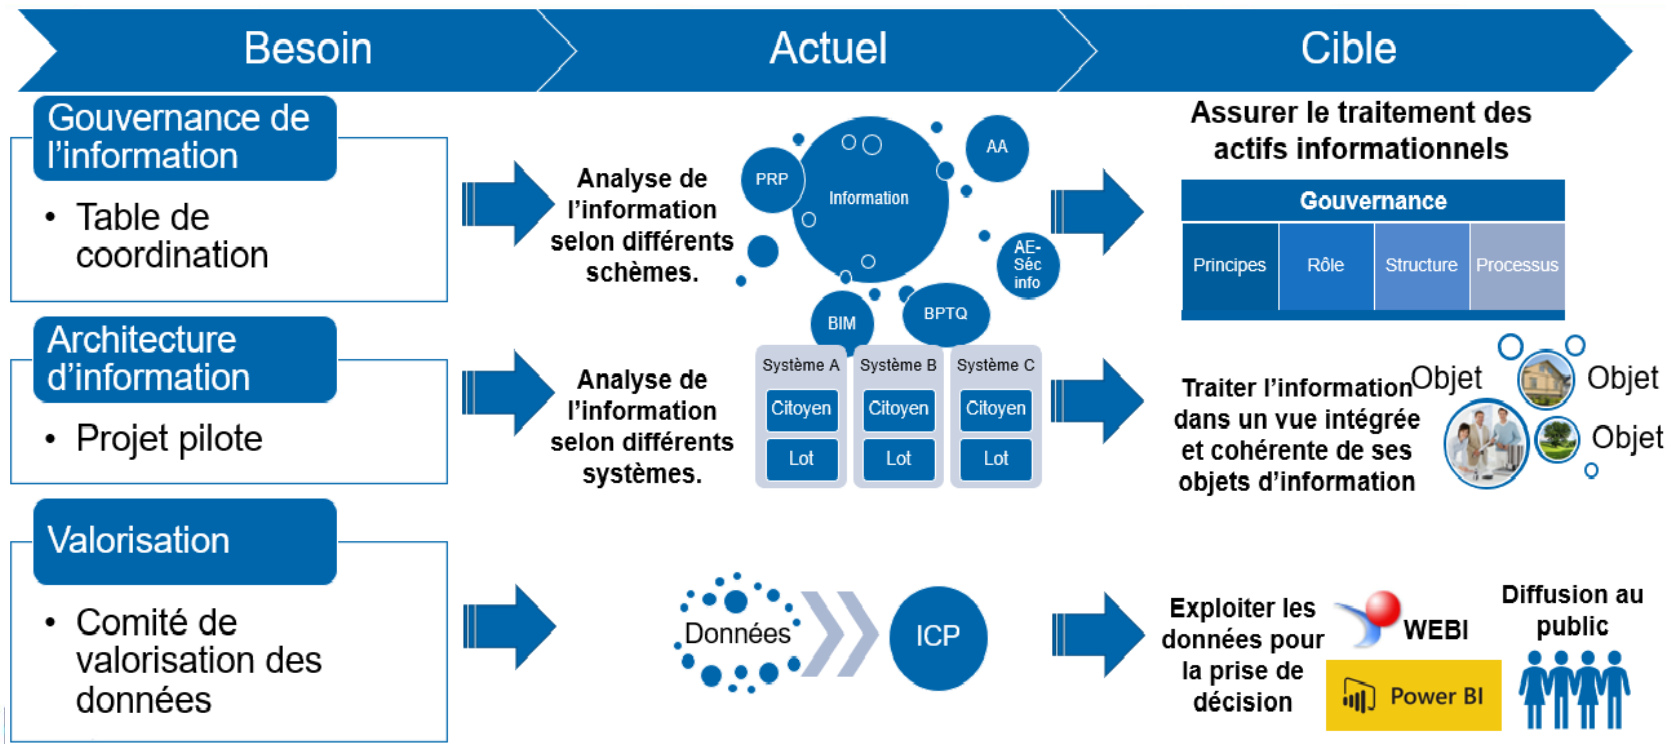 Besoin
Actuel
Cible
Gouvernance de
l’information
• Table de
coordination
Analyse de
l’information
selon différents
schèmes.
PRP
Information
AA
AE-
Séc
info
BIM
BPTQ
Assurer le traitement des
actifs informationnels
Gouvernance
Principes
Rôle
Structure
Processus
Architecture
d’information
• Projet pilote
Analyse de
l’information
selon différents
systèmes.
Système A
Citoyen
Lot
Système B
Citoyen
Lot
Système C
Citoyen
Lot
Traiter l’information
dans un vue intégrée
et cohérente de ses
objets d’information
Objet
Objet
Objet
Valorisation
• Comité de
valorisation des
données
Données
ICP
Exploiter les
données pour
la prise de
décision
WEBI
Power BI
Diffusion au
public